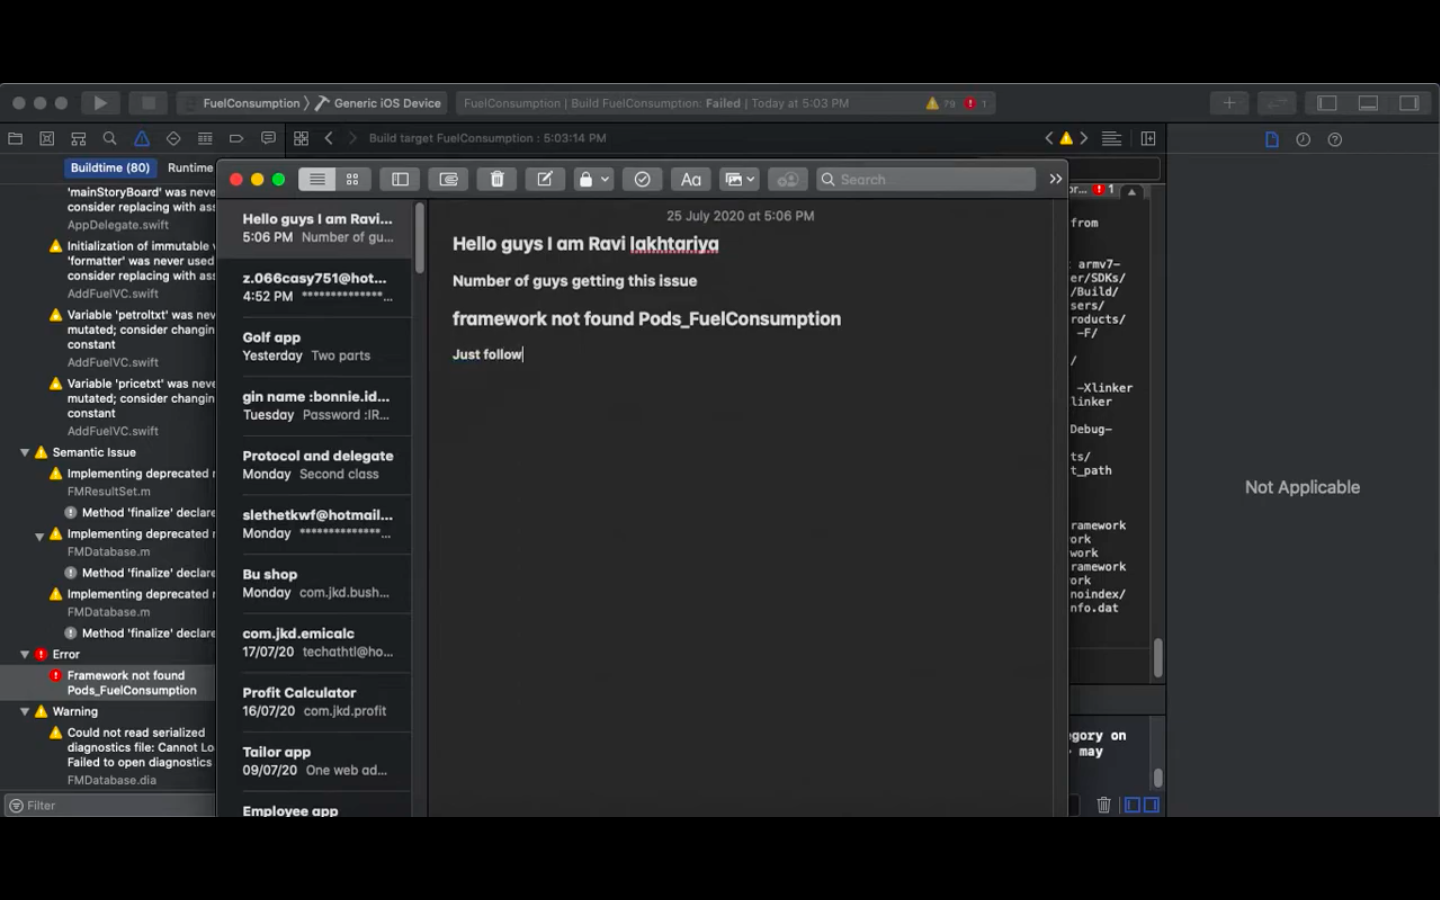 FuelConsumption 〉 Generic iOS Device
FuelConsumption | Build FuelConsumption: Failed | Today at 5:03 PM
79
1
Build target FuelConsumption : 5:03:14 PM
Buildtime (80)
Runtime
'mainStoryBoard' was neve
consider replacing with ass
AppDelegate.swift
Initialization of immutable v
'formatter' was never used
consider replacing with ass
AddFuelVC.swift
Variable 'petroltxt' was nev
mutated; consider changin
constant
AddFuelVC.swift
Variable 'pricetxt' was neve
mutated; consider changin
constant
AddFuelVC.swift
Semantic Issue
Implementing deprecated r
FMResultSet.m
Method 'finalize' declare
Implementing deprecated r
FMDatabase.m
Method 'finalize' declare
Implementing deprecated r
FMDatabase.m
Method 'finalize' declare
Error
Framework not found
Pods_FuelConsumption
Warning
Could not read serialized
diagnostics file: Cannot Lo
Failed to open diagnostics
FMDatabase.dia
Filter
Aa
Search
Hello guys I am Ravi...
5:06 PM Number of gu...
z.066casy751@hot...
4:52 PM **************...
Golf app
Yesterday Two parts
gin name :bonnie.id...
Tuesday Password :IR...
Protocol and delegate
Monday Second class
slethetkwf@hotmail...
Monday **************...
Bu shop
Monday com.jkd.bush...
com.jkd.emicalc
17/07/20 techathtl@ho...
Profit Calculator
16/07/20 com.jkd.profit
Tailor app
09/07/20 One web ad...
Employee app
25 July 2020 at 5:06 PM
Hello guys I am Ravi lakhtariya
Number of guys getting this issue
framework not found Pods_FuelConsumption
Just follow
or... 1
from
armv7-
er/SDKs/
/Build/
sers/
roducts/
-F/
/
-Xlinker
linker
Debug-
ts/
t_path
ramework
ork
work
ramework
ork
noindex/
nfo.dat
egory on
may
Not Applicable